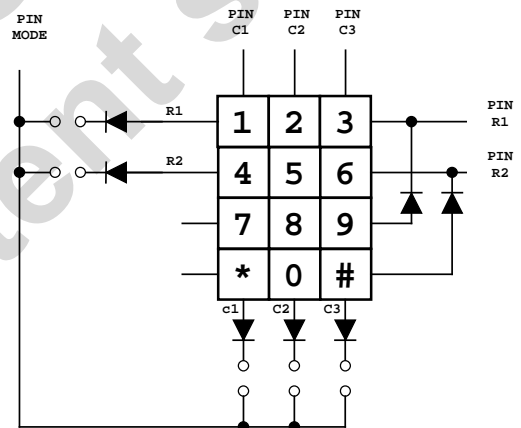 PIN
MODE
PIN
C1
PIN
C2
PIN
C3
R1
1 2 3
PIN
R1
R2
4 5 6
PIN
R2
7 8 9
* 0 #
c1 C2 C3